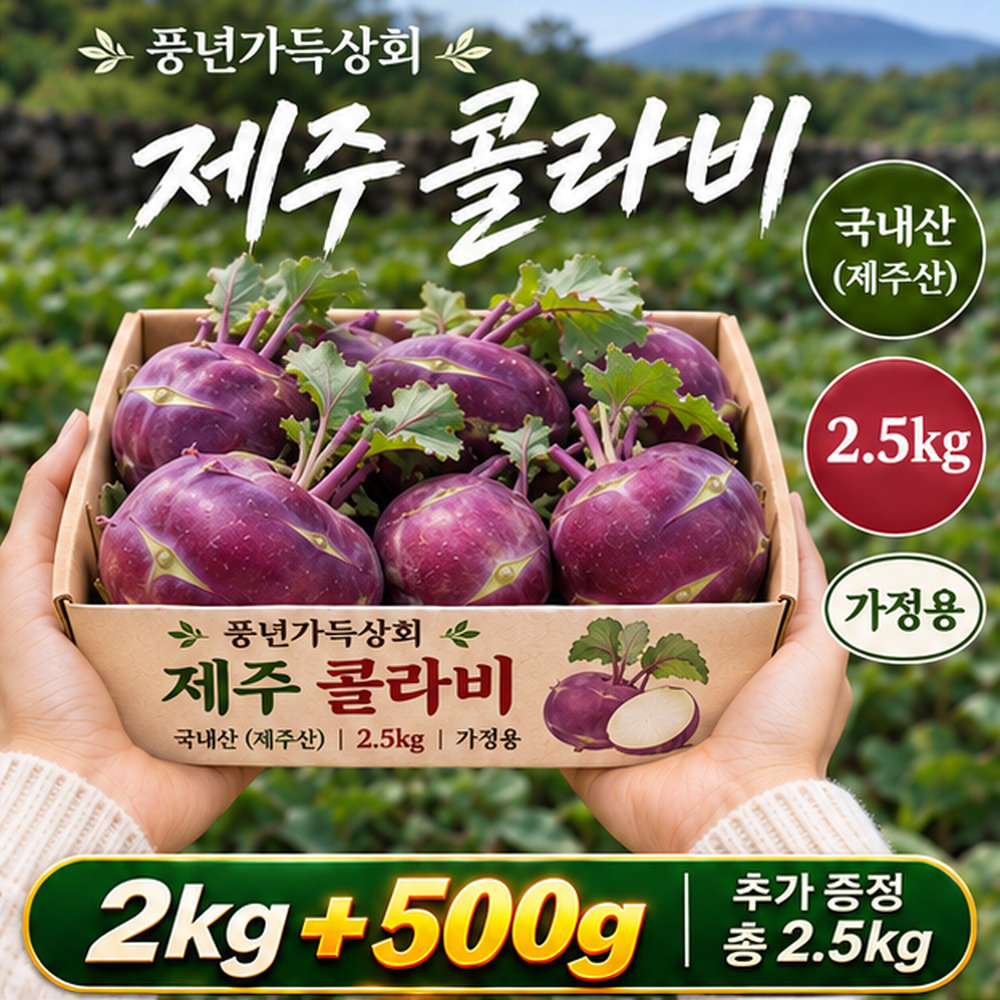 풍년가득상회
제주 콜라비
국내산
(제주산)
2.5kg
가정용
풍년가득상회
제주 콜라비
국내산 (제주산) | 2.5kg | 가정용
2kg+500g
추가 증정
총 2.5kg